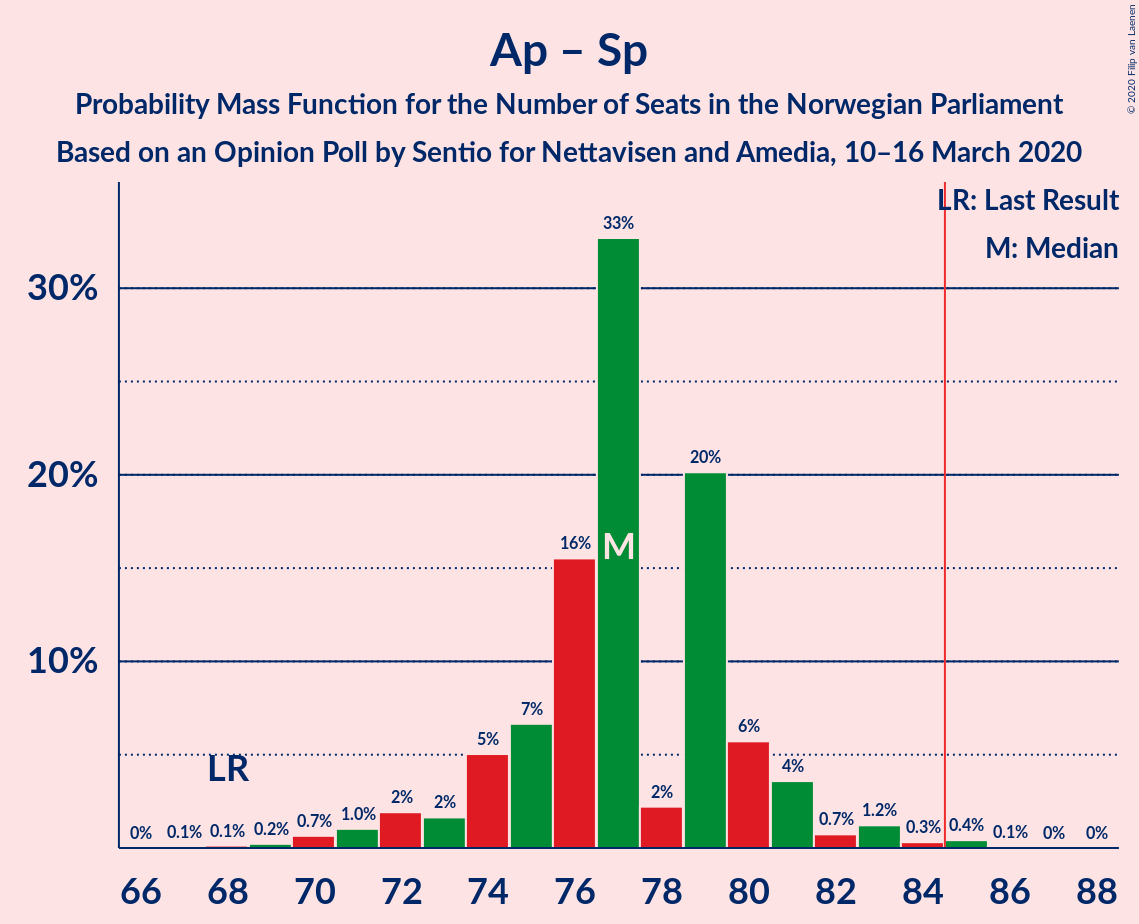 Ap – Sp
Probability Mass Function for the Number of Seats in the Norwegian Parliament
Based on an Opinion Poll by Sentio for Nettavisen and Amedia, 10–16 March 2020
© 2020 Filip van Laenen
LR: Last Result
M: Median
30%
20%
10%
0% 0.1% 0.1% 0.2% 0.7% 1.0% 2% 2% 5% 7% 16% 33% 2% 20% 6% 4% 0.7% 1.2% 0.3% 0.4% 0.1% 0% 0%
M
LR
66 68 70 72 74 76 78 80 82 84 86 88